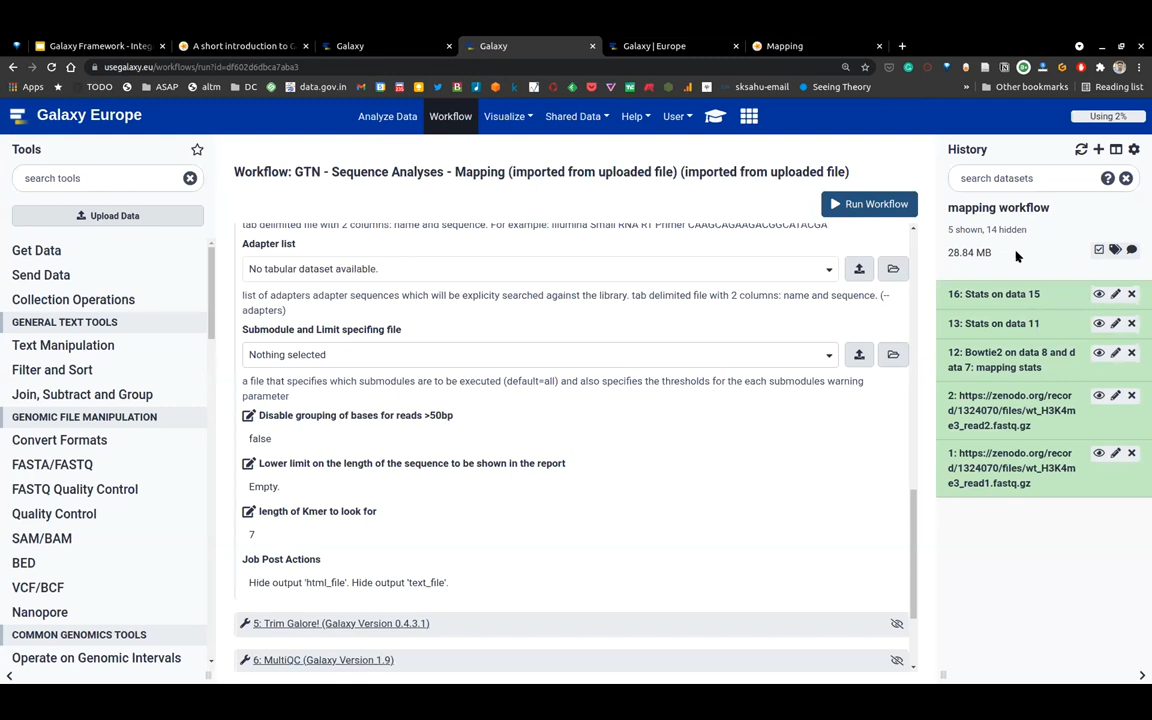 Galaxy Framework - Integ
A short introduction to G
Galaxy
Galaxy
Galaxy | Europe
Mapping
usegalaxy.eu/workflows/run?id=df602d6dbca7aba3
Apps
TODO
ASAP
altm
DC
data.gov.in
sksahu-email
Seeing Theory
Other bookmarks
Reading list
Galaxy Europe
Analyze Data
Workflow
Visualize
Shared Data
Help
User
Using 2%
Tools
search tools
Upload Data
Get Data
Send Data
Collection Operations
GENERAL TEXT TOOLS
Text Manipulation
Filter and Sort
Join, Subtract and Group
GENOMIC FILE MANIPULATION
Convert Formats
FASTA/FASTQ
FASTQ Quality Control
Quality Control
SAM/BAM
BED
VCF/BCF
Nanopore
COMMON GENOMICS TOOLS
Operate on Genomic Intervals
Workflow: GTN - Sequence Analyses - Mapping (imported from uploaded file) (imported from uploaded file)
Run Workflow
tab delimited file with 2 columns: name and sequence. For example: Illumina Small RNA RT Primer CAAGCAGAAGACGGCATACGA
Adapter list
No tabular dataset available.
list of adapters adapter sequences which will be explicity searched against the library. tab delimited file with 2 columns: name and sequence. (--
adapters)
Submodule and Limit specifing file
Nothing selected
a file that specifies which submodules are to be executed (default=all) and also specifies the thresholds for the each submodules warning
parameter
Disable grouping of bases for reads >50bp
false
Lower limit on the length of the sequence to be shown in the report
Empty.
length of Kmer to look for
7
Job Post Actions
Hide output 'html_file'. Hide output 'text_file'.
5: Trim Galore! (Galaxy Version 0.4.3.1)
6: MultiQC (Galaxy Version 1.9)
History
search datasets
mapping workflow
5 shown, 14 hidden
28.84 MB
16: Stats on data 15
13: Stats on data 11
12: Bowtie2 on data 8 and d
ata 7: mapping stats
2: https://zenodo.org/recor
d/1324070/files/wt_H3K4m
e3_read2.fastq.gz
1: https://zenodo.org/recor
d/1324070/files/wt_H3K4m
e3_read1.fastq.gz